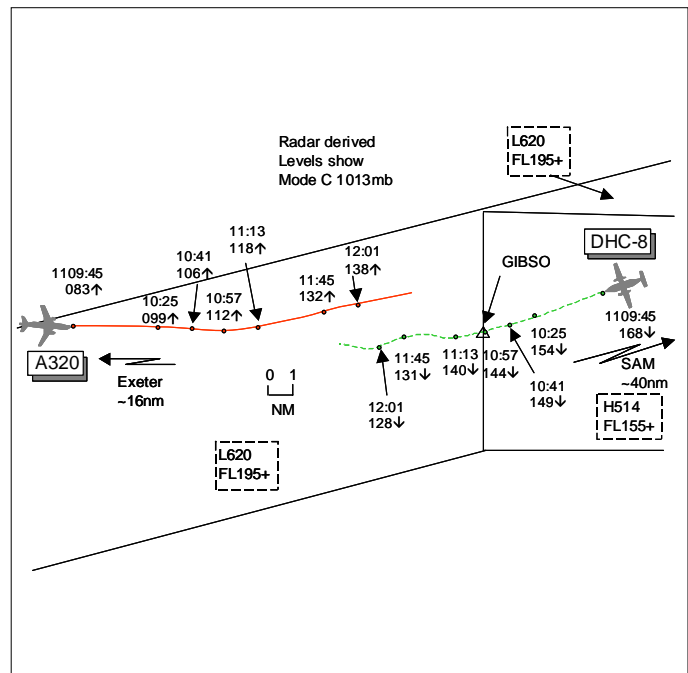 Radar derived
Levels show
Mode C 1013mb
L620
FL195+
DHC-8
GIBSO
1109:45
083↑
10:25
099↑
10:41
106↑
10:57
112↑
11:13
118↑
11:45
132↑
12:01
138↑
A320
Exeter
~16nm
0 1
NM
12:01
128↓
11:45
131↓
11:13
140↓
10:57
144↓
10:41
149↓
10:25
154↓
1109:45
168↓
SAM
~40nm
H514
FL155+
L620
FL195+